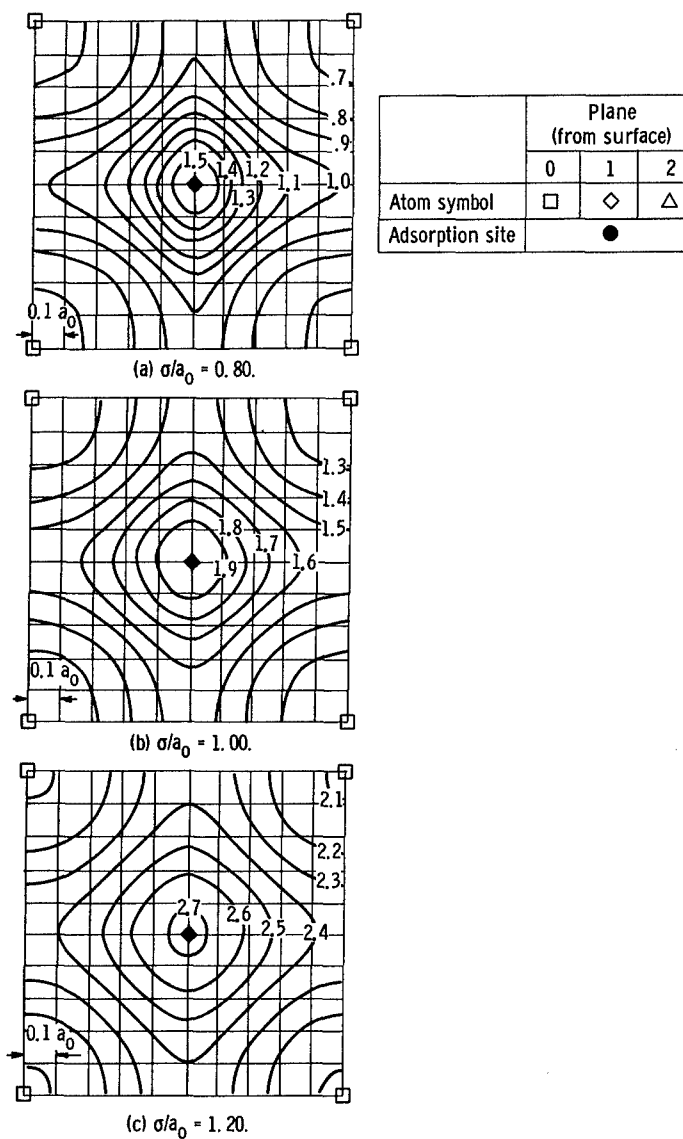 .7
.8
.9
1.5
1.4
1.2
1.1
1.0
1.3
0.1 a0
(a) σ/a0 = 0.80.
Plane
(from surface)
0 1 2
Atom symbol
Adsorption site
1.3
1.4
1.5
1.8
1.7
1.6
1.9
0.1 a0
(b) σ/a0 = 1.00.
2.1
2.2
2.3
2.7
2.6
2.5
2.4
0.1 a0
(c) σ/a0 = 1.20.